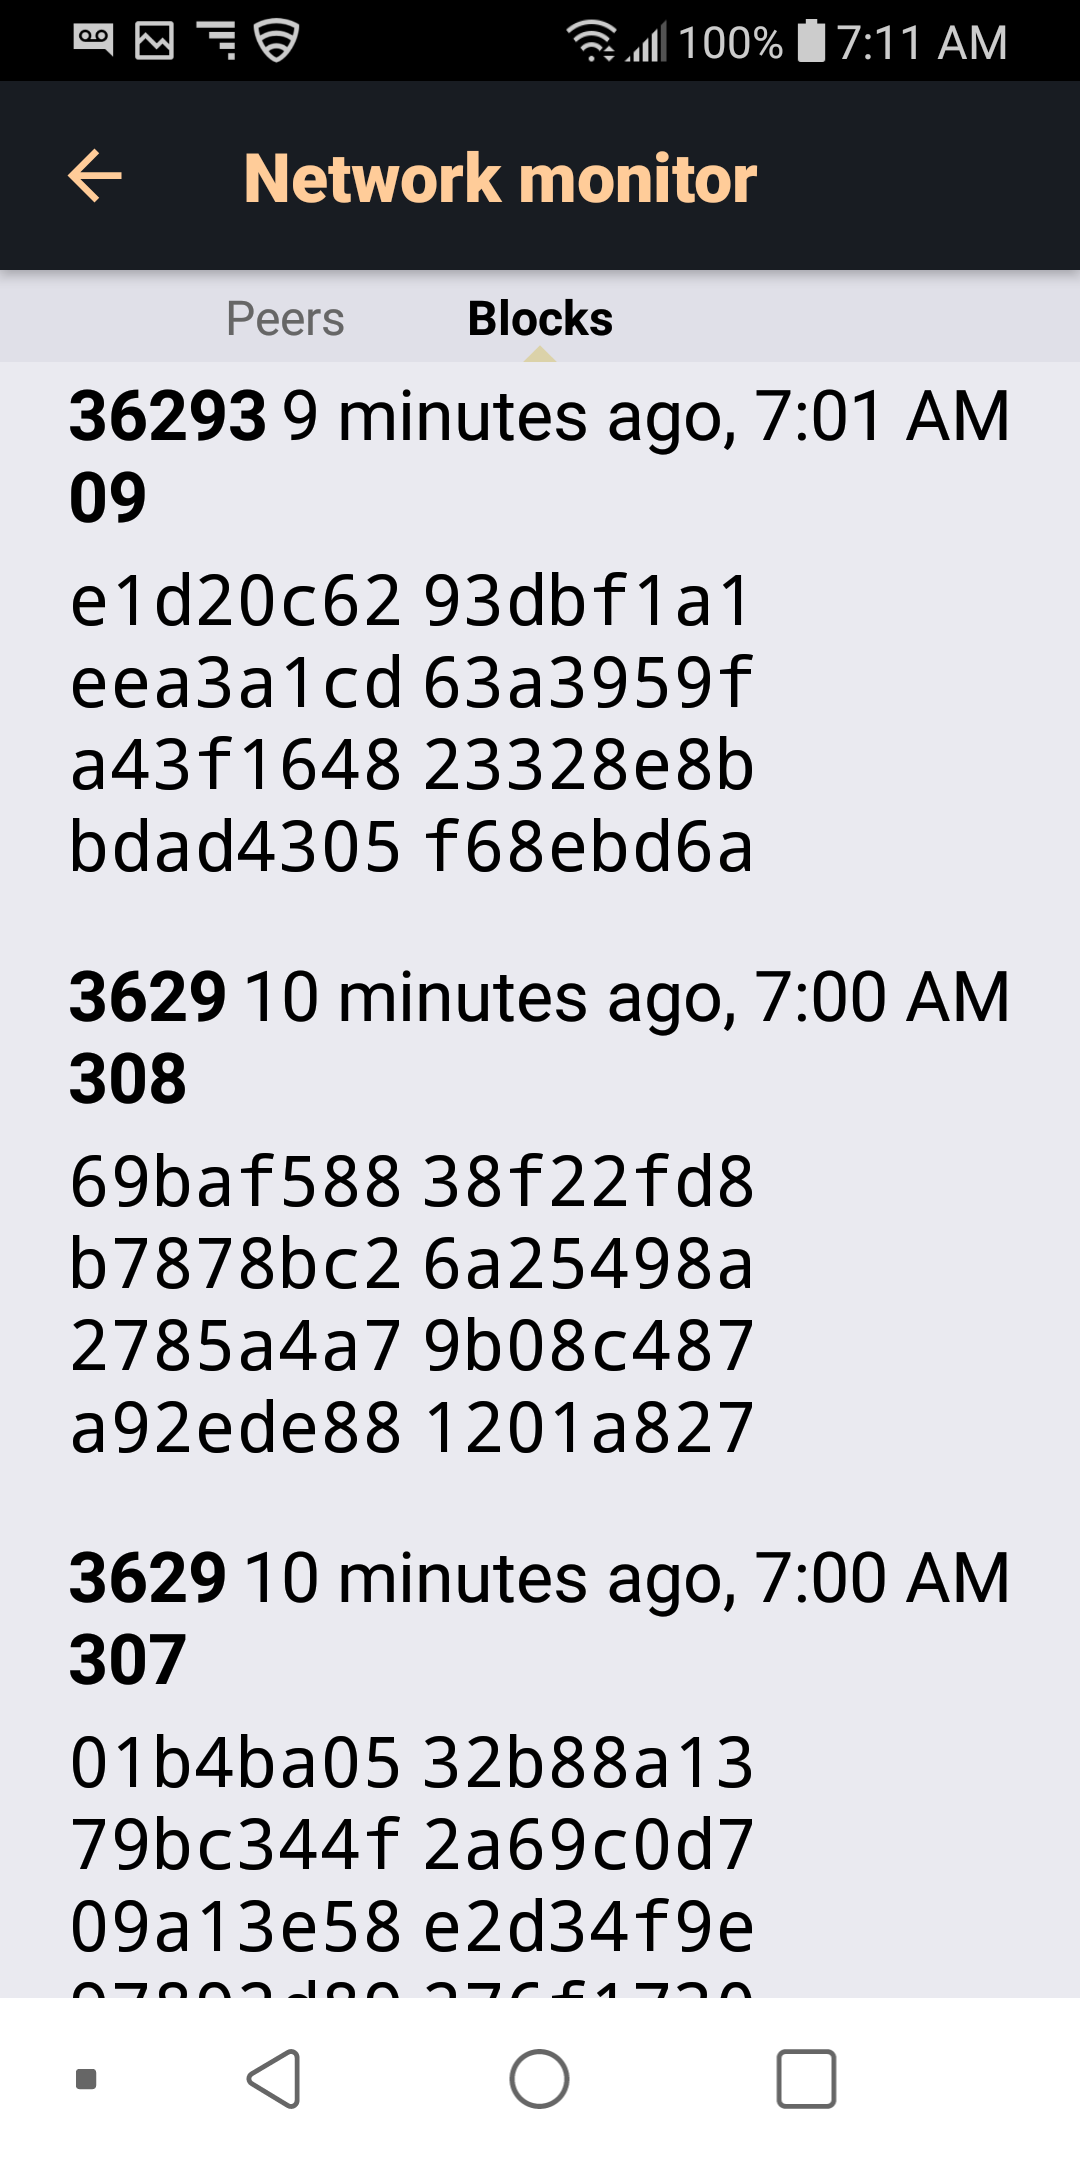 100% 7:11 AM
Network monitor
Peers Blocks
36293 9 minutes ago, 7:01 AM
09
e1d20c62 93dbf1a1
eea3a1cd 63a3959f
a43f1648 23328e8b
bdad4305 f68ebd6a
3629 10 minutes ago, 7:00 AM
308
69baf588 38f22fd8
b7878bc2 6a25498a
2785a4a7 9b08c487
a92ede88 1201a827
3629 10 minutes ago, 7:00 AM
307
01b4ba05 32b88a13
79bc344f 2a69c0d7
09a13e58 e2d34f9e